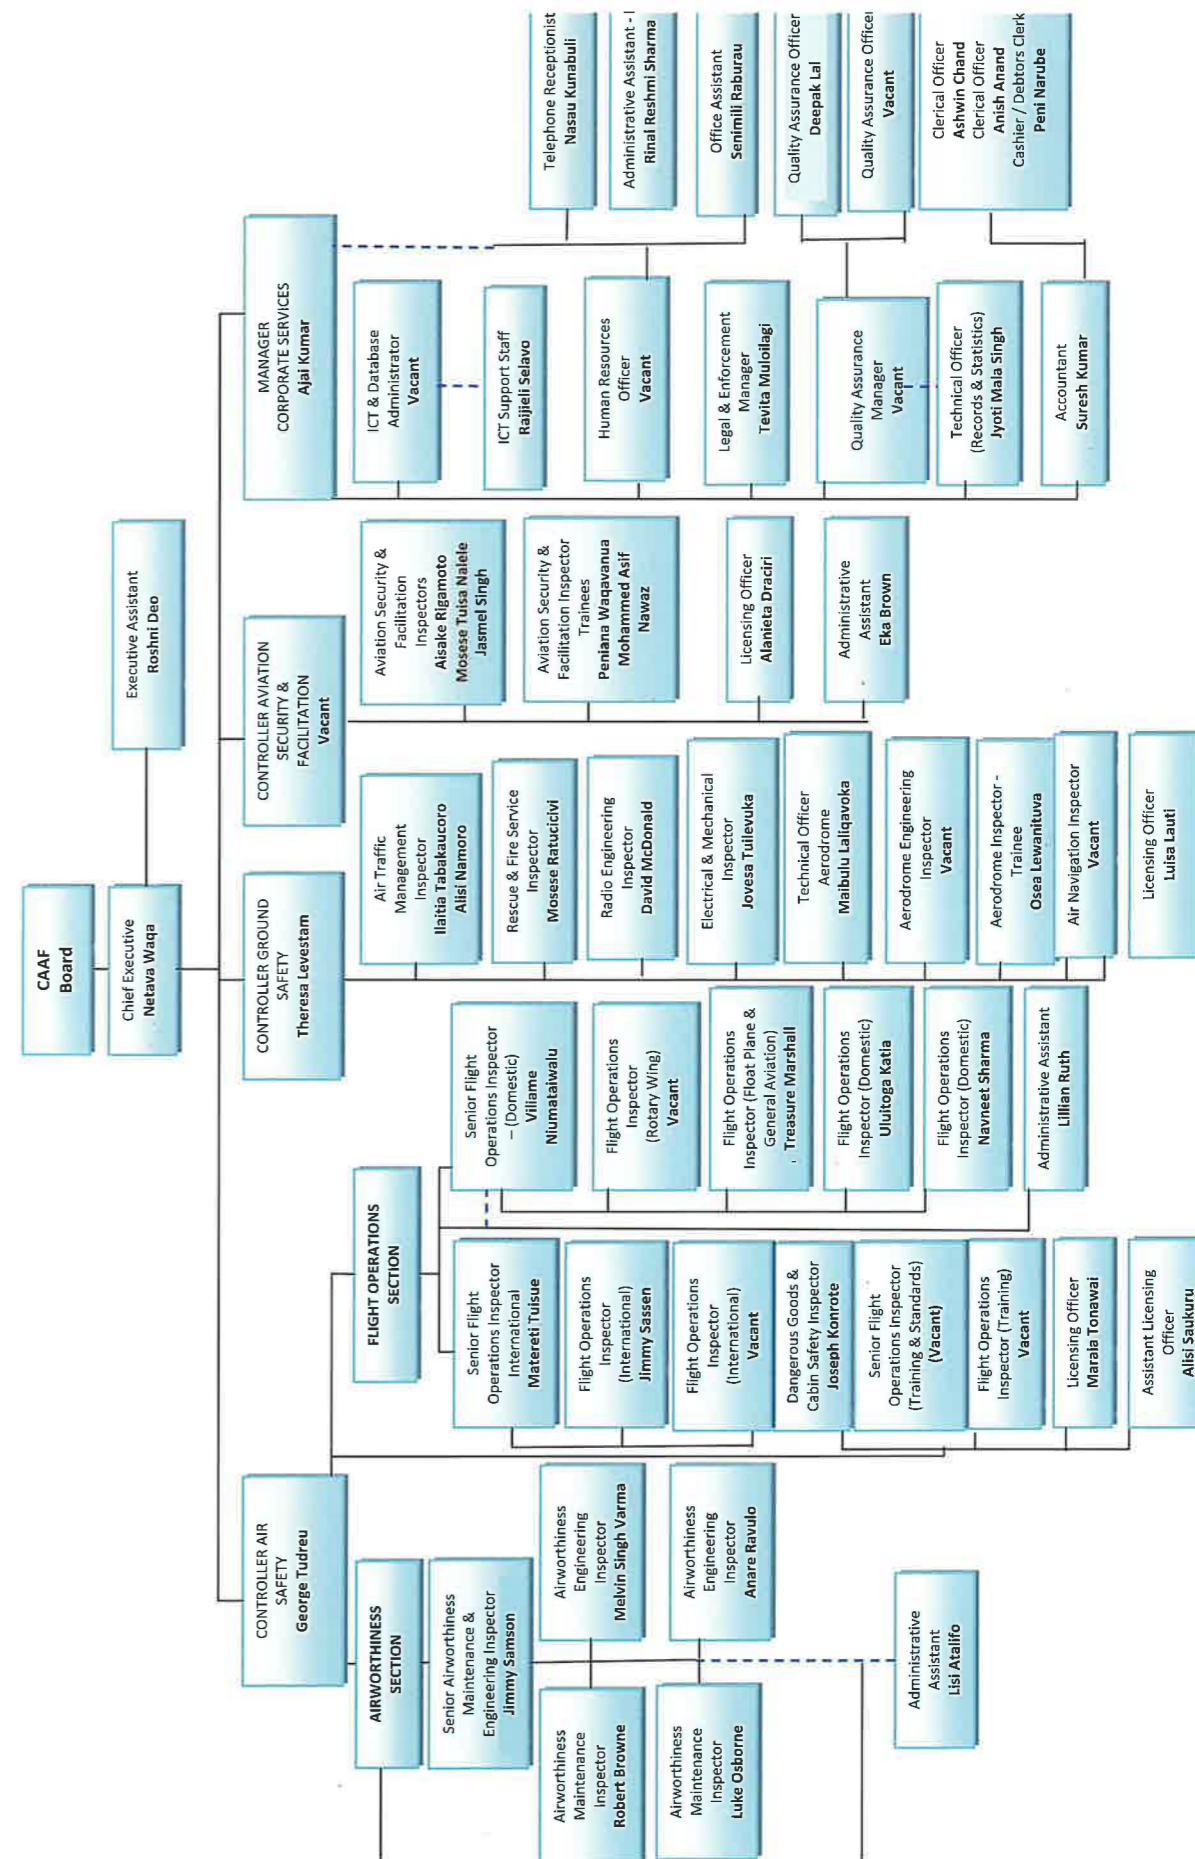 CAAF
Board
Chief Executive
Netava Waqa
Executive Assistant
Roshni Deo
CONTROLLER AIR
SAFETY
George Tudreu
CONTROLLER GROUND
SAFETY
Theresa Levestam
CONTROLLER AVIATION
SECURITY &
FACILITATION
Vacant
MANAGER
CORPORATE SERVICES
Ajai Kumar
AIRWORTHINESS
SECTION
Senior Airworthiness
Maintenance &
Engineering Inspector
Jimmy Samson
Airworthiness
Maintenance
Inspector
Robert Browne
Airworthiness
Engineering
Inspector
Melvin Singh Varma
Airworthiness
Maintenance
Inspector
Luke Osborne
Airworthiness
Engineering
Inspector
Anare Ravulo
Administrative
Assistant
Lisi Atalifo
FLIGHT OPERATIONS
SECTION
Senior Flight
Operations Inspector
International
Matereti Tuisue
Flight Operations
Inspector
(International)
Jimmy Sassen
Flight Operations
Inspector
(International)
Vacant
Dangerous Goods &
Cabin Safety Inspector
Joseph Konrote
Senior Flight
Operations Inspector
(Training & Standards)
(Vacant)
Flight Operations
Inspector (Training)
Vacant
Licensing Officer
Maraia Tonawai
Assistant Licensing
Officer
Alisi Saukuru
Senior Flight
Operations Inspector
– (Domestic)
Viliame
Niumataiwalu
Flight Operations
Inspector
(Rotary Wing)
Vacant
Flight Operations
Inspector (Float Plane &
General Aviation)
. Treasure Marshall
Flight Operations
Inspector (Domestic)
Uluitoga Katia
Flight Operations
Inspector (Domestic)
Navneet Sharma
Administrative Assistant
Lillian Ruth
Air Traffic
Management
Inspector
Ilaitia Tabakaucoro
Alisi Namoro
Rescue & Fire Service
Inspector
Mosese Ratucicivi
Radio Engineering
Inspector
David McDonald
Electrical & Mechanical
Inspector
Jovesa Tuilevuka
Technical Officer
Aerodrome
Maibulu Laliqavoka
Aerodrome Engineering
Inspector
Vacant
Aerodrome Inspector -
Trainee
Osea Lewanituva
Air Navigation Inspector
Vacant
Licensing Officer
Luisa Lauti
Aviation Security &
Facilitation
Inspectors
Aisake Rigamoto
Mosese Tuisa Nalele
Jasmel Singh
Aviation Security &
Facilitation Inspector
Trainees
Peniana Waqavanua
Mohammed Asif
Nawaz
Licensing Officer
Alanieta Draciri
Administrative
Assistant
Eka Brown
ICT & Database
Administrator
Vacant
ICT Support Staff
Raijieli Selavo
Human Resources
Officer
Vacant
Legal & Enforcement
Manager
Tevita Muloilagi
Quality Assurance
Manager
Vacant
Technical Officer
(Records & Statistics)
Jyoti Mala Singh
Accountant
Suresh Kumar
Telephone Receptionist
Nasau Kunabuli
Administrative Assistant -
Rinal Reshmi Sharma
Office Assistant
Senimili Raburau
Quality Assurance Officer
Deepak Lal
Quality Assurance Officer
Vacant
Clerical Officer
Ashwin Chand
Clerical Officer
Anish Anand
Cashier / Debtors Clerk
Peni Narube